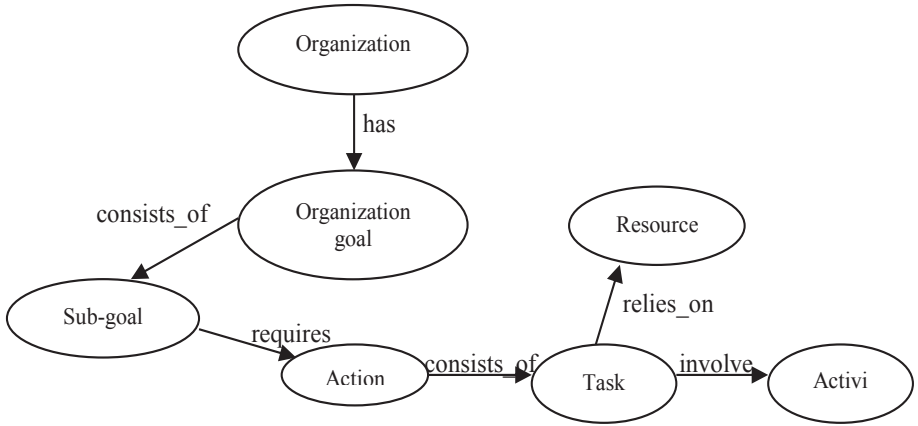 Organization
has
Organization
goal
consists_of
Resource
Sub-goal
relies_on
requires
Action
consists_of
Task
involve
Activi